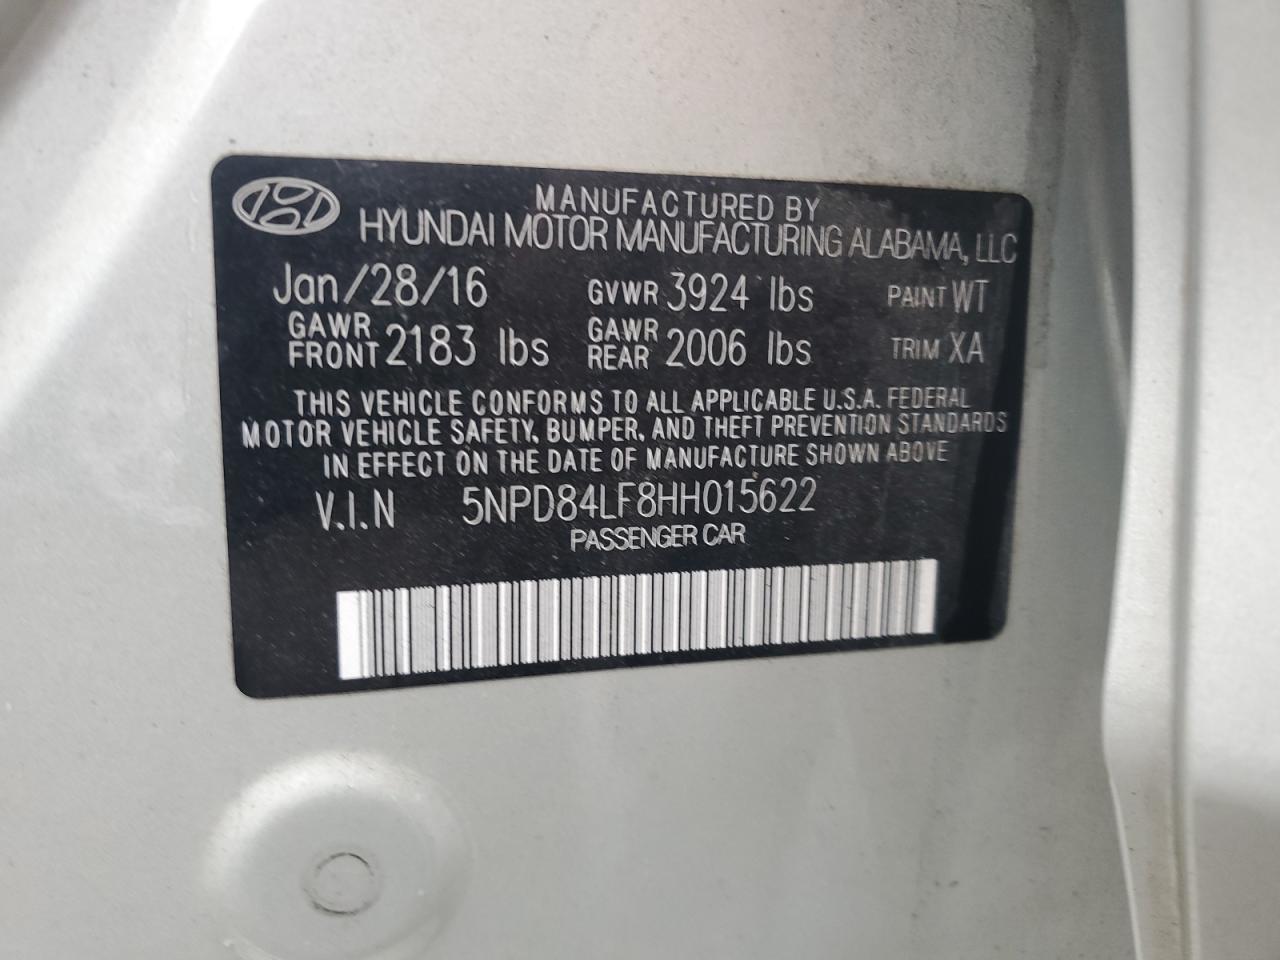 MANUFACTURED BY
HYUNDAI MOTOR MANUFACTURING ALABAMA, LLC
Jan/28/16 GVWR 3924 lbs PAINT WT
GAWR FRONT 2183 lbs GAWR REAR 2006 lbs TRIM XA
THIS VEHICLE CONFORMS TO ALL APPLICABLE U.S.A. FEDERAL
MOTOR VEHICLE SAFETY, BUMPER, AND THEFT PREVENTION STANDARDS
IN EFFECT ON THE DATE OF MANUFACTURE SHOWN ABOVE
V.I.N 5NPD84LF8HH015622
PASSENGER CAR